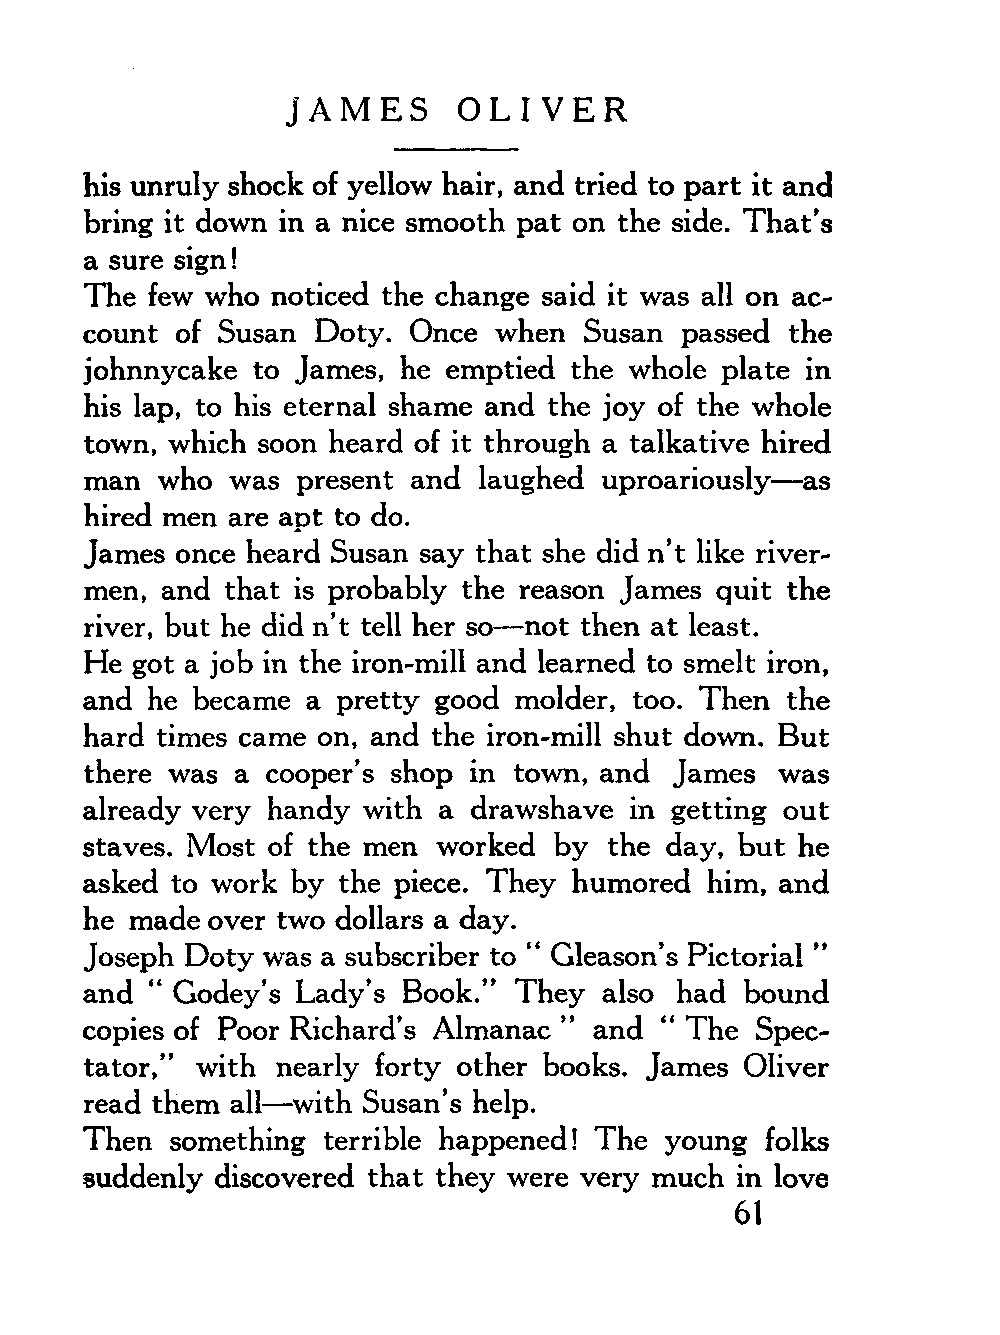 JAMES OLIVER
his unruly shock of yellow hair, and tried to part it and
bring it down in a nice smooth pat on the side. That's
a sure sign!
The few who noticed the change said it was all on ac-
count of Susan Doty. Once when Susan passed the
johnnycake to James, he emptied the whole plate in
his lap, to his eternal shame and the joy of the whole
town, which soon heard of it through a talkative hired
man who was present and laughed uproariously—as
hired men are apt to do.
James once heard Susan say that she did n't like river-
men, and that is probably the reason James quit the
river, but he did n't tell her so—not then at least.
He got a job in the iron-mill and learned to smelt iron,
and he became a pretty good molder, too. Then the
hard times came on, and the iron-mill shut down. But
there was a cooper's shop in town, and James was
already very handy with a drawshave in getting out
staves. Most of the men worked by the day, but he
asked to work by the piece. They humored him, and
he made over two dollars a day.
Joseph Doty was a subscriber to " Gleason's Pictorial "
and " Godey's Lady's Book." They also had bound
copies of Poor Richard's Almanac " and " The Spec-
tator," with nearly forty other books. James Oliver
read them all—with Susan's help.
Then something terrible happened! The young folks
suddenly discovered that they were very much in love
61